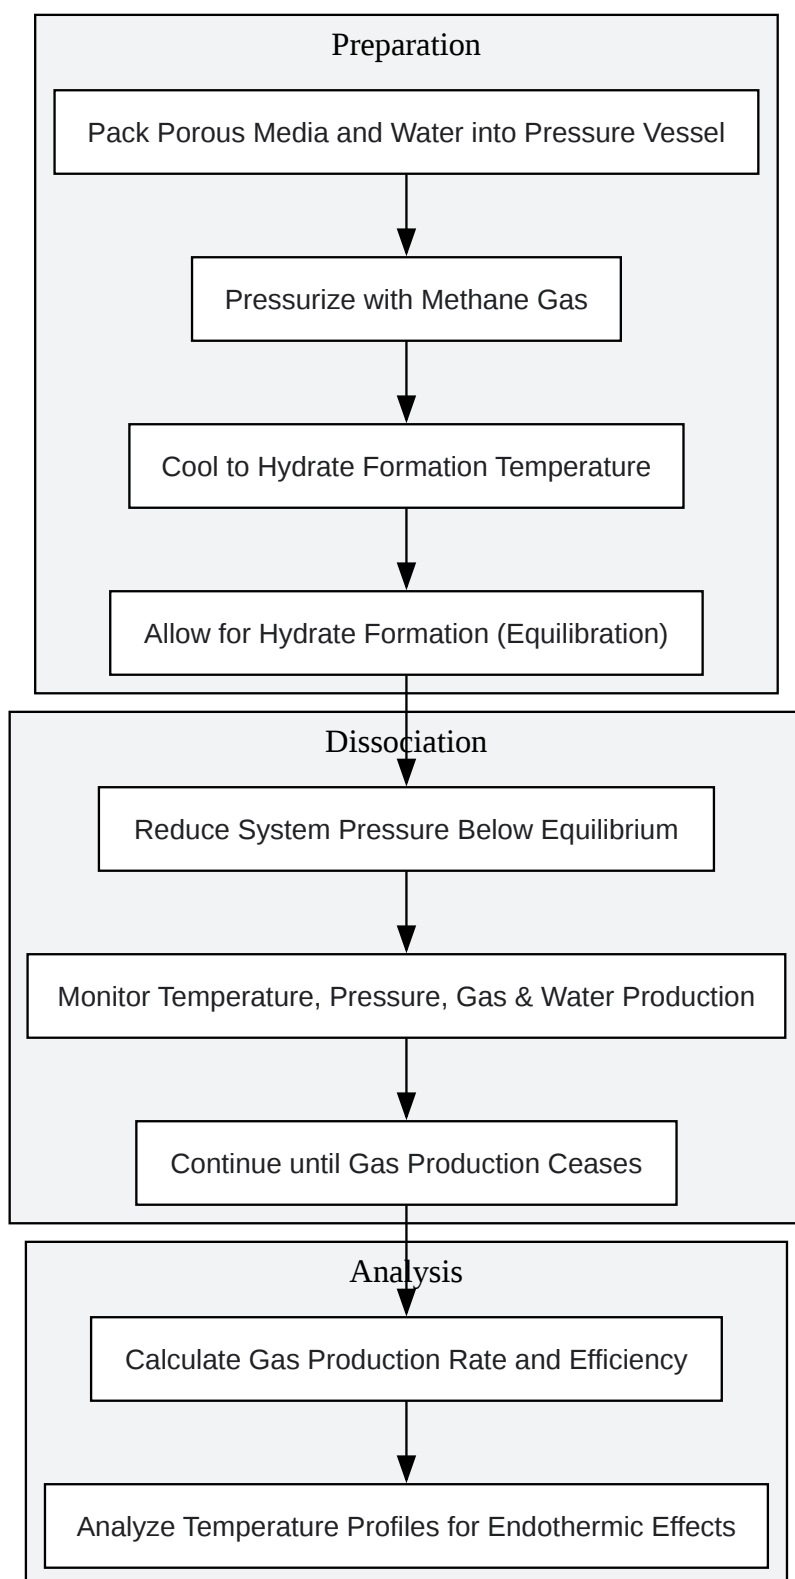 Preparation
Pack Porous Media and Water into Pressure Vessel
Pressurize with Methane Gas
Cool to Hydrate Formation Temperature
Allow for Hydrate Formation (Equilibration)
Dissociation
Reduce System Pressure Below Equilibrium
Monitor Temperature, Pressure, Gas & Water Production
Continue until Gas Production Ceases
Analysis
Calculate Gas Production Rate and Efficiency
Analyze Temperature Profiles for Endothermic Effects